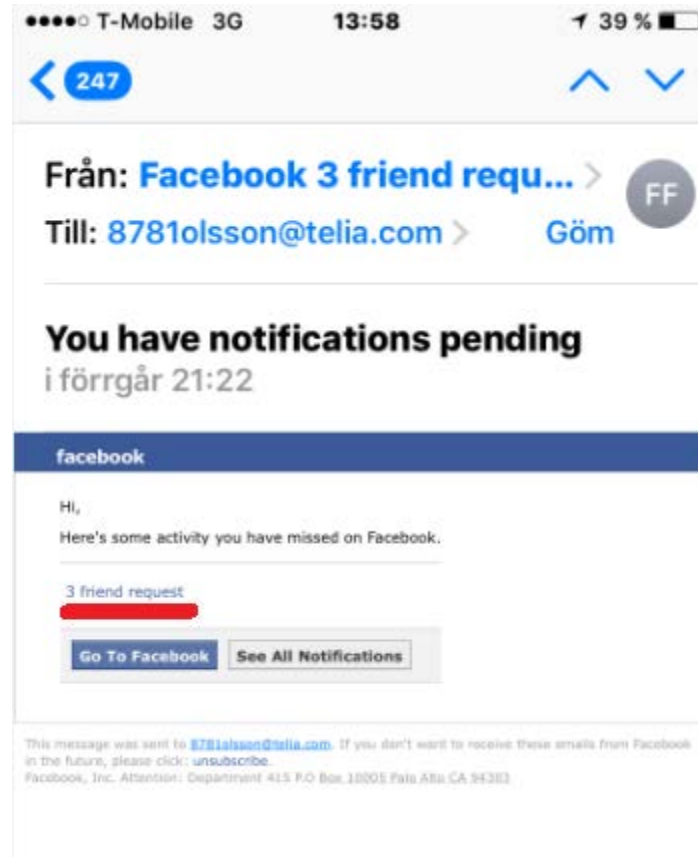 T-Mobile 3G 13:58 39 %
247
Från: Facebook 3 friend requ...
FF
Till: 8781olsson@telia.com Göm
You have notifications pending
i förrgår 21:22
facebook
Hi,
Here's some activity you have missed on Facebook.
3 friend request
Go To Facebook See All Notifications
This message was sent to 8781olsson@telia.com. If you don't want to receive these emails from Facebook
in the future, please click: unsubscribe.
Facebook, Inc. Attention: Department 415 P.O Box 10005 Palo Alto CA 94303